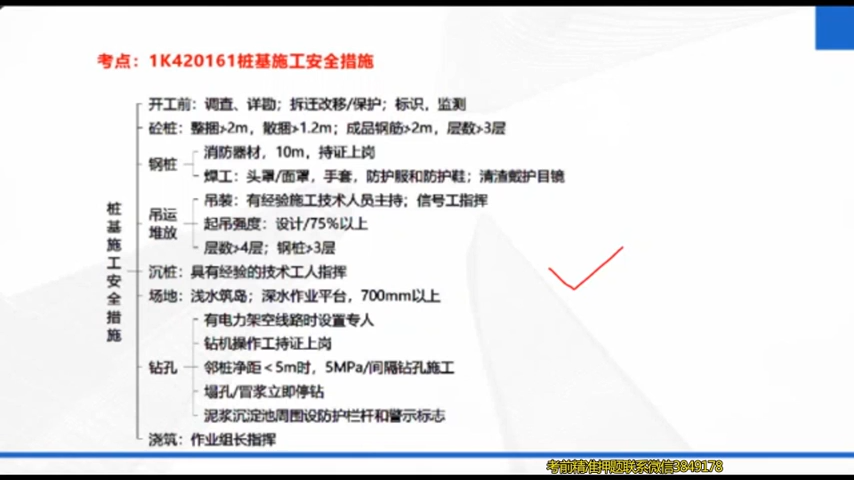 考点：1K420161桩基施工安全措施
开工前：调查、详勘；拆迁改移/保护；标识，监测
砼桩：整捆≯2m，散捆≯1.2m；成品钢筋≯2m，层数≯3层
钢桩
消防器材，10m，持证上岗
焊工：头罩/面罩，手套，防护服和防护鞋；清渣戴护目镜
桩基施工安全措施
吊运堆放
吊装：有经验施工技术人员主持；信号工指挥
起吊强度：设计/75%以上
层数≯4层；钢桩≯3层
沉桩：具有经验的技术工人指挥
场地：浅水筑岛；深水作业平台，700mm以上
钻孔
有电力架空线路时设置专人
钻机操作工持证上岗
邻桩净距＜5m时，5MPa/间隔钻孔施工
塌孔/冒浆立即停钻
泥浆沉淀池周围设防护栏杆和警示标志
浇筑：作业组长指挥
考前精准押题联系微信3849178